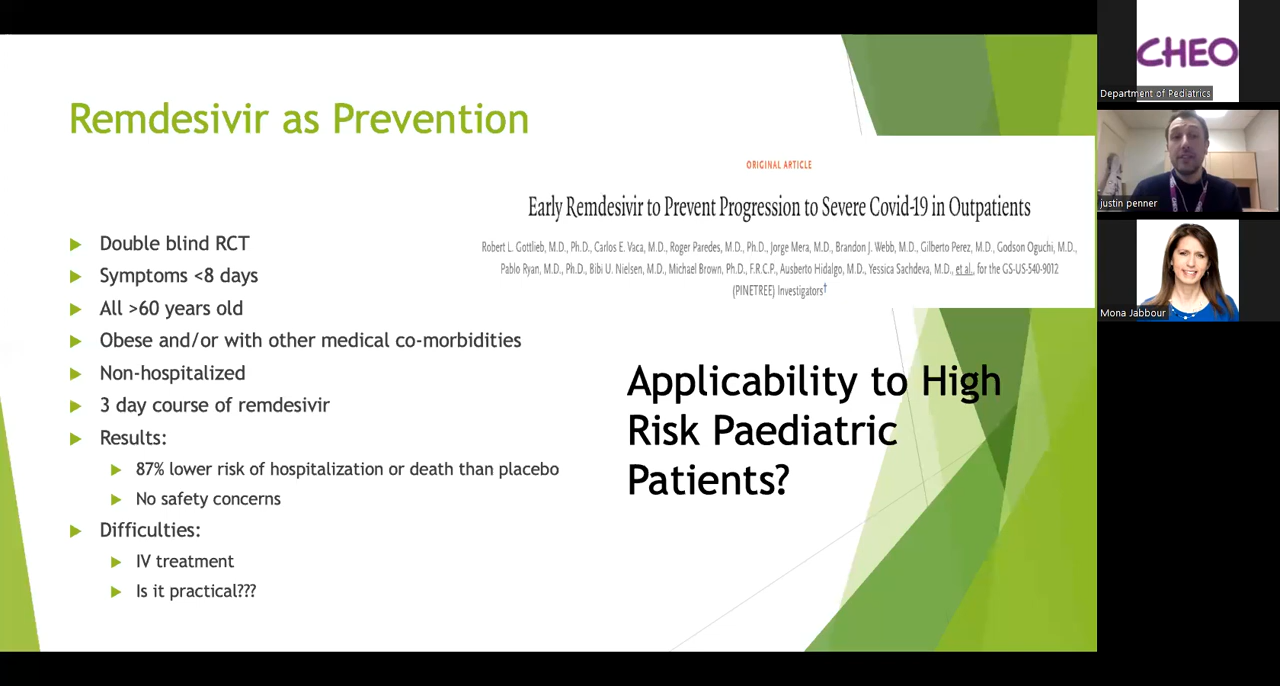 Remdesivir as Prevention
Double blind RCT
Symptoms <8 days
All >60 years old
Obese and/or with other medical co-morbidities
Non-hospitalized
3 day course of remdesivir
Results:
87% lower risk of hospitalization or death than placebo
No safety concerns
Difficulties:
IV treatment
Is it practical???
ORIGINAL ARTICLE
Early Remdesivir to Prevent Progression to Severe Covid-19 in Outpatients
Robert L. Gottlieb, M.D., Ph.D., Carlos E. Vaca, M.D., Roger Paredes, M.D., Ph.D., Jorge Mera, M.D., Brandon J. Webb, M.D., Gilberto Perez, M.D., Godson Oguchi, M.D.,
Pablo Ryan, M.D., Ph.D., Bibi U. Nielsen, M.D., Michael Brown, Ph.D., F.R.C.P., Ausberto Hidalgo, M.D., Yessica Sachdeva, M.D., et al., for the GS-US-540-9012
(PINETREE) Investigators†
Applicability to High
Risk Paediatric
Patients?
CHEO
Department of Pediatrics
justin penner
Mona Jabbour